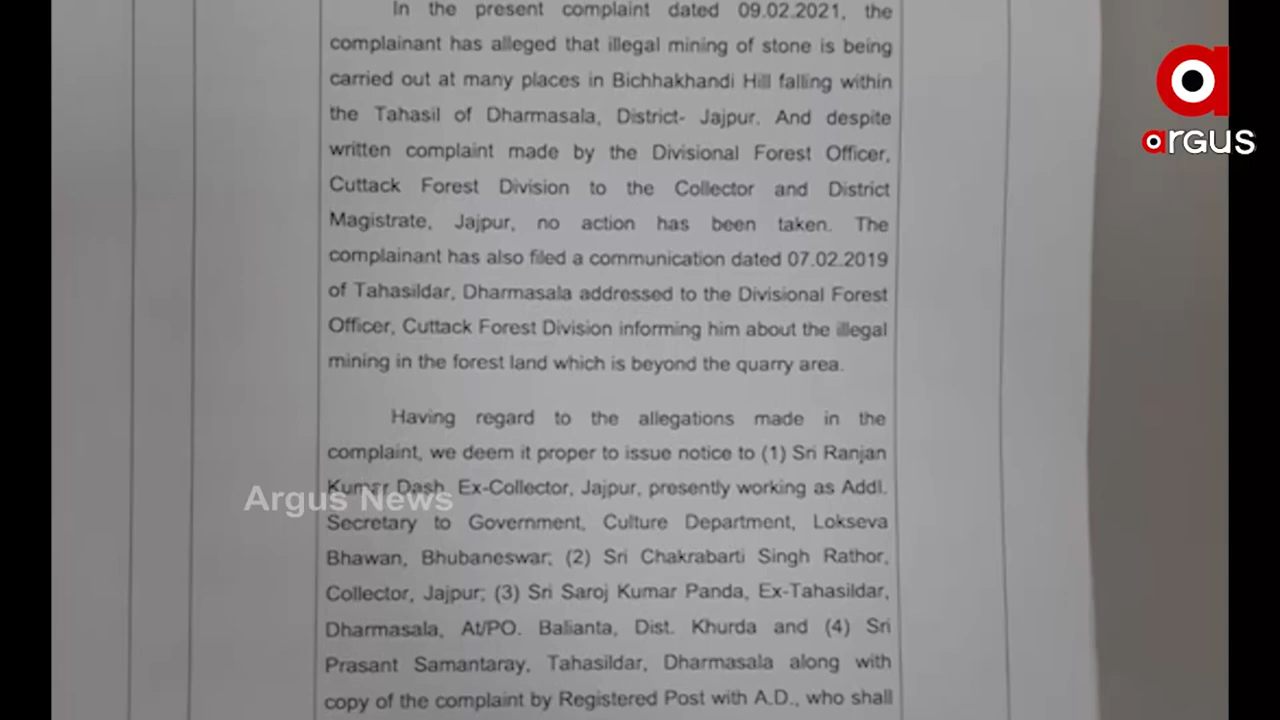 In the present complaint dated 09.02.2021, the
complainant has alleged that illegal mining of stone is being
carried out at many places in Bichhakhandi Hill falling within
the Tahasil of Dharmasala, District- Jajpur. And despite
written complaint made by the Divisional Forest Officer,
Cuttack Forest Division to the Collector and District
Magistrate, Jajpur, no action has been taken. The
complainant has also filed a communication dated 07.02.2019
of Tahasildar, Dharmasala addressed to the Divisional Forest
Officer, Cuttack Forest Division informing him about the illegal
mining in the forest land which is beyond the quarry area.
Having regard to the allegations made in the
complaint, we deem it proper to issue notice to (1) Sri Ranjan
Kumar Dash, Ex-Collector, Jajpur, presently working as Addl.
Secretary to Government, Culture Department, Lokseva
Bhawan, Bhubaneswar; (2) Sri Chakrabarti Singh Rathor,
Collector, Jajpur; (3) Sri Saroj Kumar Panda, Ex-Tahasildar,
Dharmasala, At/PO. Balianta, Dist. Khurda and (4) Sri
Prasant Samantaray, Tahasildar, Dharmasala along with
copy of the complaint by Registered Post with A.D., who shall
argus
Argus News